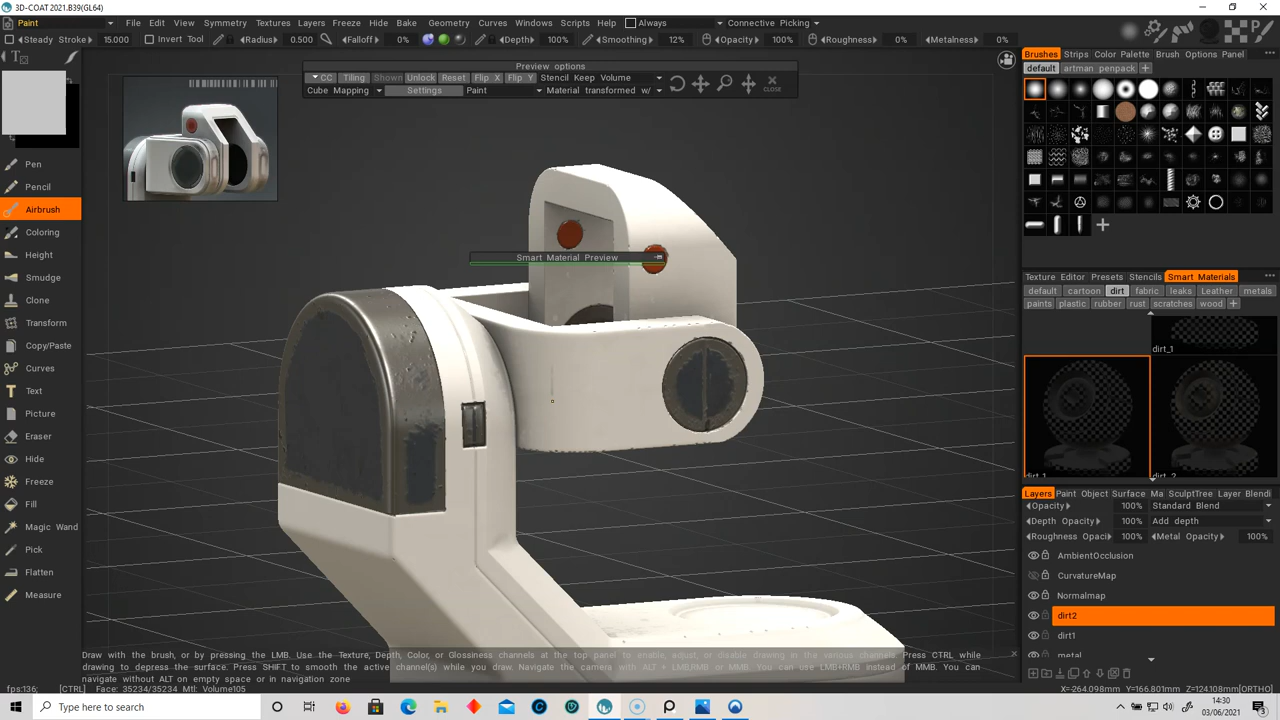 3D-COAT 2021.B39(GL64)
Paint File Edit View Symmetry Textures Layers Freeze Hide Bake Geometry Curves Windows Scripts Help Always Connective Picking
Steady Stroke 15.000 Invert Tool Radius 0.500 Falloff 0% Depth 100% Smoothing 12% Opacity 100% Roughness 0% Metalness 0%
Preview options
CC Tiling Shown Unlock Reset Flip X Flip Y Stencil Keep Volume
Cube Mapping Settings Paint Material transformed w/ CLOSE
Pen
Pencil
Airbrush
Coloring
Height
Smudge
Clone
Transform
Copy/Paste
Curves
Text
Picture
Eraser
Hide
Freeze
Fill
Magic Wand
Pick
Flatten
Measure
Smart Material Preview
Brushes Strips Color Palette Brush Options Panel
default artman penpack
Texture Editor Presets Stencils Smart Materials
default cartoon dirt fabric leaks Leather metals
paints plastic rubber rust scratches wood
dirt_1
dirt_1 dirt_2
Layers Paint Object Surface Ma SculptTree Layer Blendi
Opacity 100% Standard Blend
Depth Opacity 100% Add depth
Roughness Opaci 100% Metal Opacity 100%
AmbientOcclusion
CurvatureMap
Normalmap
dirt2
dirt1
metal
Draw with the brush, or by pressing the LMB. Use the Texture, Depth, Color, or Glossiness channels at the top panel to enable, adjust, or disable drawing in the various channels. Press CTRL while
drawing to depress the surface. Press SHIFT to smooth the active channel(s) while you draw. Navigate the camera with ALT + LMB,RMB or MMB. You can use LMB+RMB instead of MMB. You can
navigate without ALT on empty space or in navigation zone
fps:136; [CTRL] Face: 35234/35234 Mtl: Volume105 X=-264.098mm Y=166.801mm Z=124.108mm[ORTHO]
Type here to search
14:30
03/06/2021